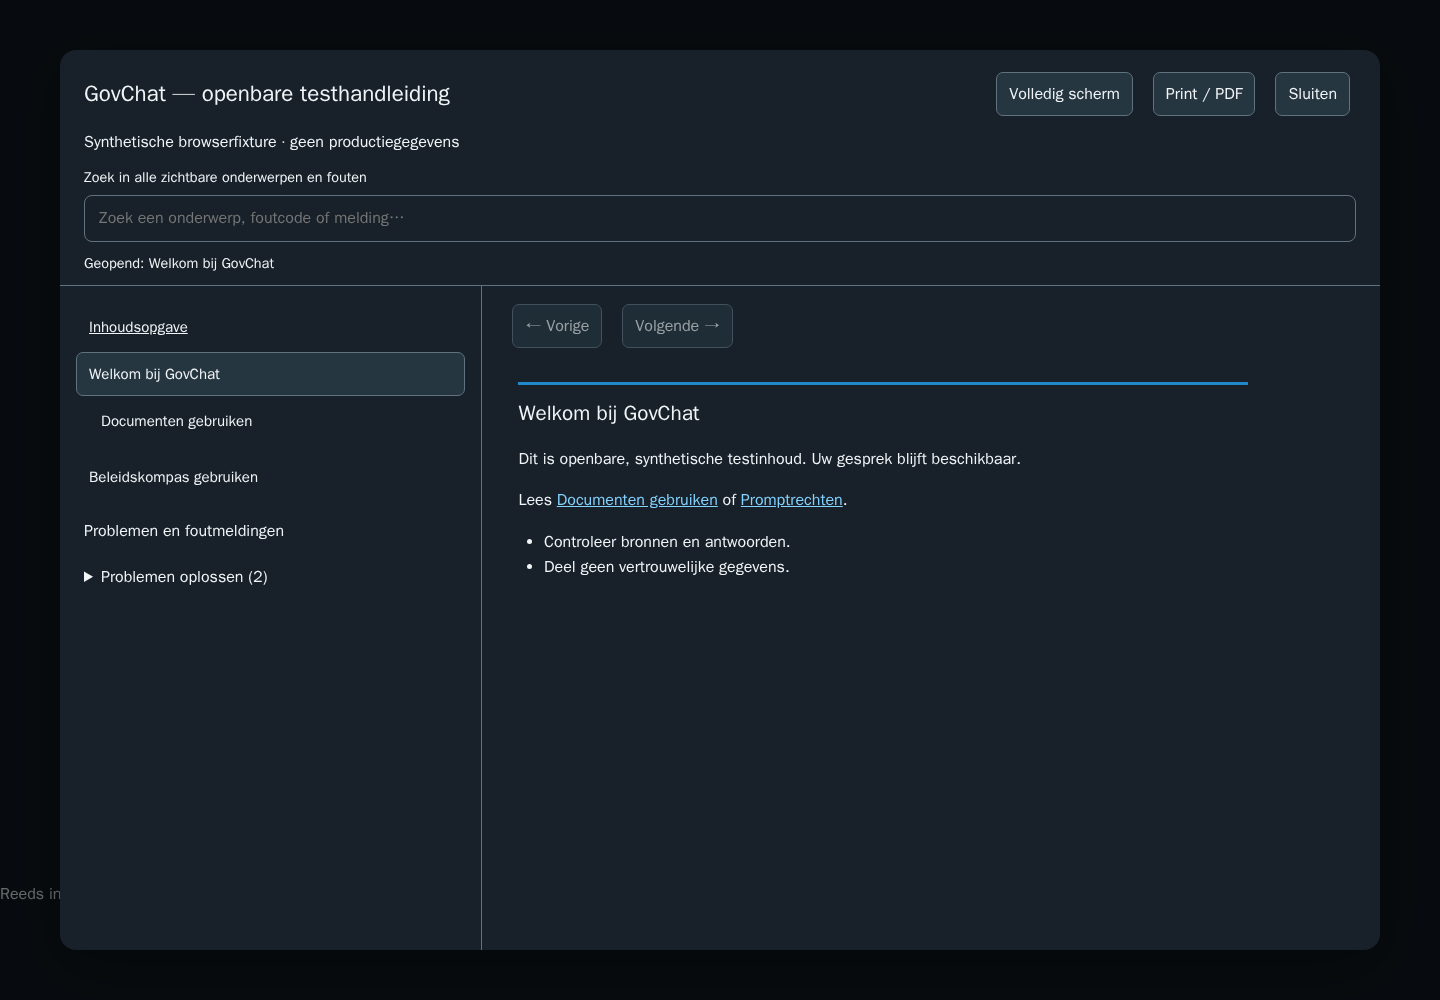 GovChat — openbare testhandleiding
Volledig scherm
Print / PDF
Sluiten
Synthetische browserfixture · geen productiegegevens
Zoek in alle zichtbare onderwerpen en fouten
Zoek een onderwerp, foutcode of melding…
Geopend: Welkom bij GovChat
Inhoudsopgave
Welkom bij GovChat
Documenten gebruiken
Beleidskompas gebruiken
Problemen en foutmeldingen
▶ Problemen oplossen (2)
← Vorige
Volgende →
Welkom bij GovChat
Dit is openbare, synthetische testinhoud. Uw gesprek blijft beschikbaar.
Lees Documenten gebruiken of Promptrechten.
• Controleer bronnen en antwoorden.
• Deel geen vertrouwelijke gegevens.
Reeds in